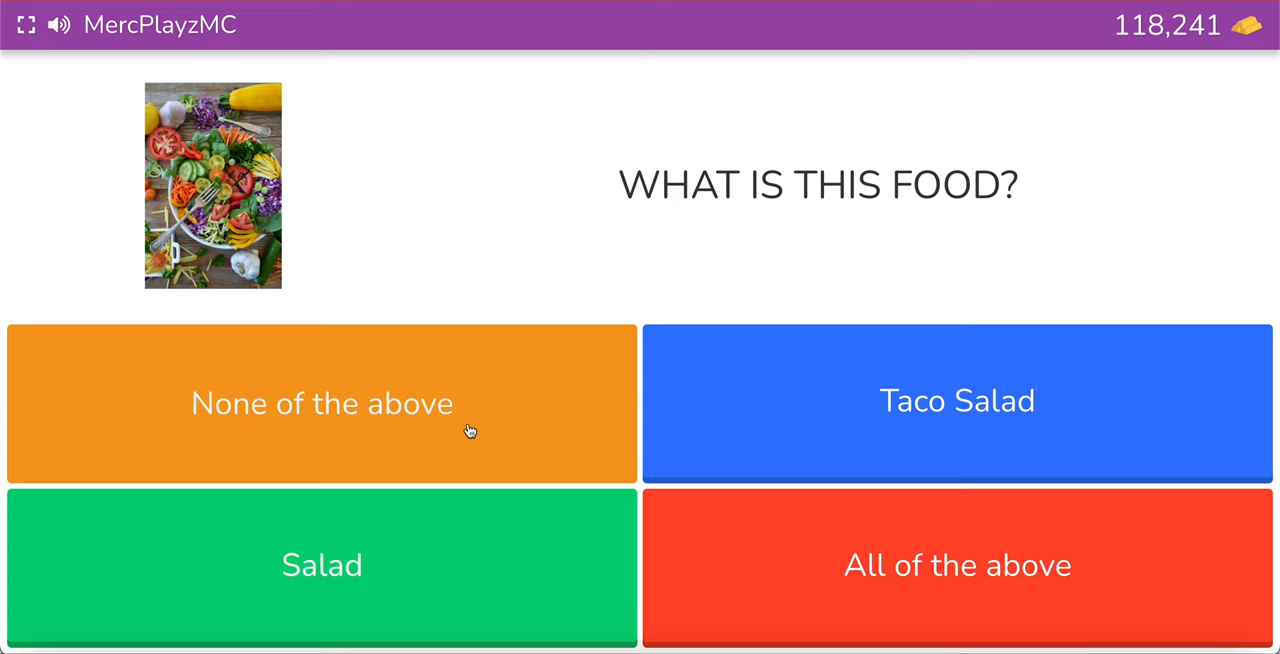 MercPlayzMC
118,241
WHAT IS THIS FOOD?
None of the above
Taco Salad
Salad
All of the above